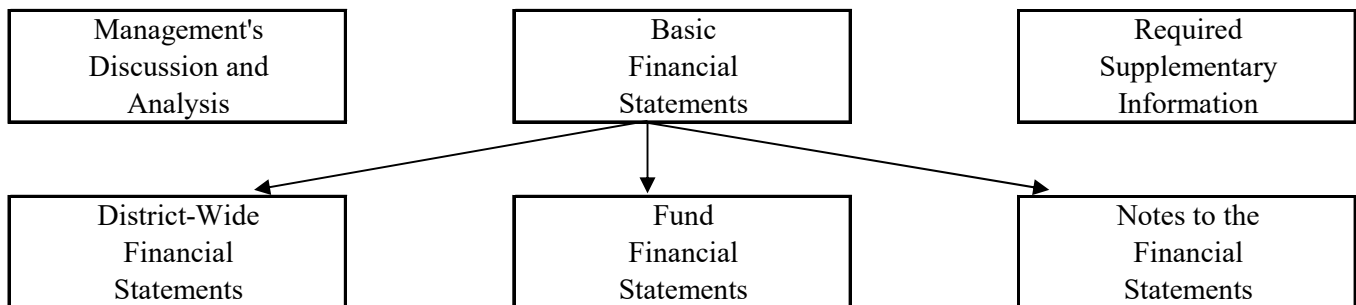 Management's
Discussion and
Analysis
Basic
Financial
Statements
Required
Supplementary
Information
District-Wide
Financial
Statements
Fund
Financial
Statements
Notes to the
Financial
Statements